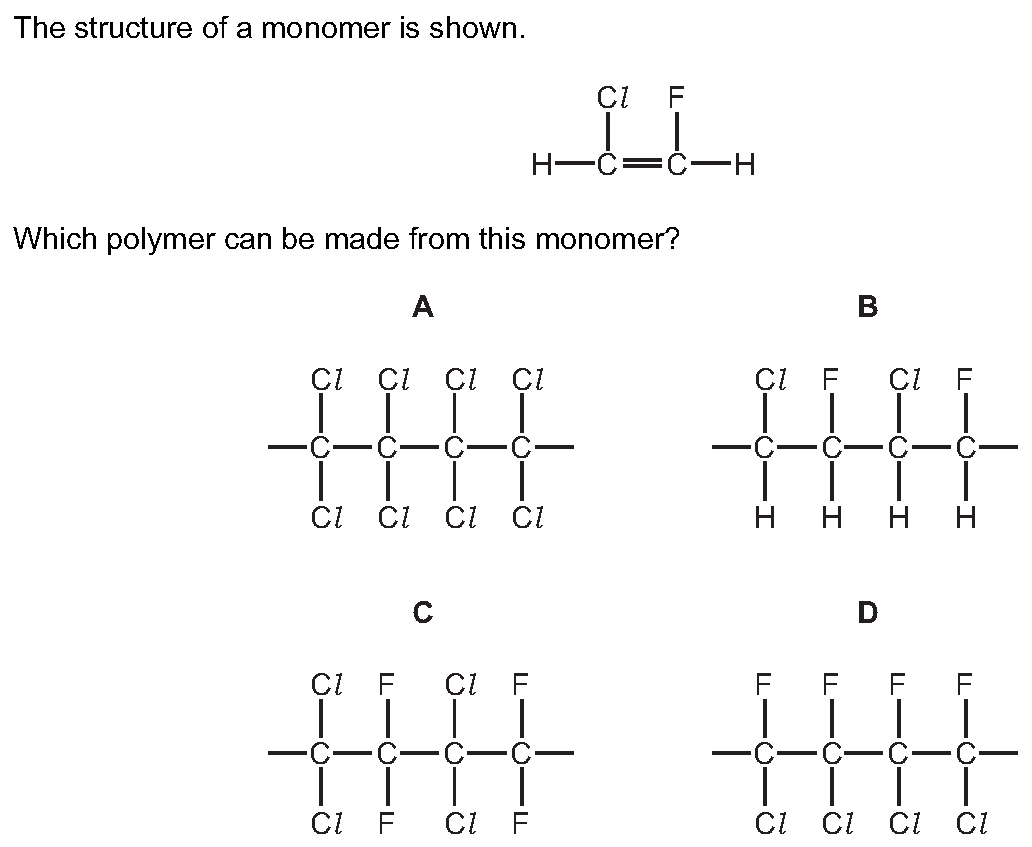 The structure of a monomer is shown.
Cl F
H C C H
Which polymer can be made from this monomer?
A B
Cl Cl Cl Cl Cl F Cl F
C C C C C C C C
Cl Cl Cl Cl H H H H
C D
Cl F Cl F F F F F
C C C C C C C C
Cl F Cl F Cl Cl Cl Cl